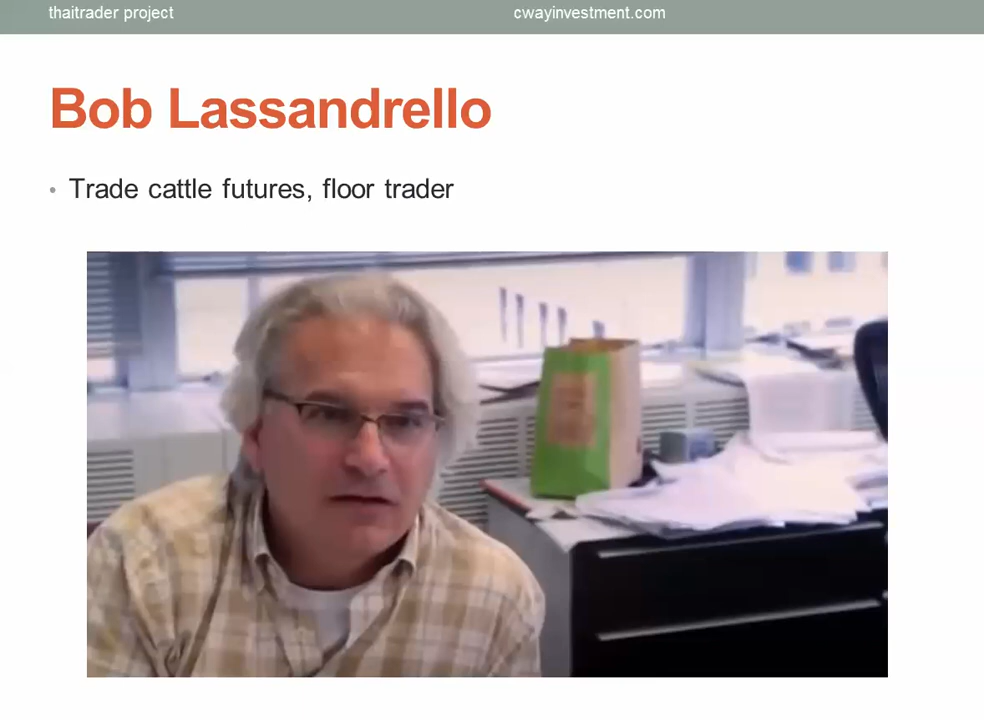 thaitrader project
cwayinvestment.com
Bob Lassandrello
• Trade cattle futures, floor trader